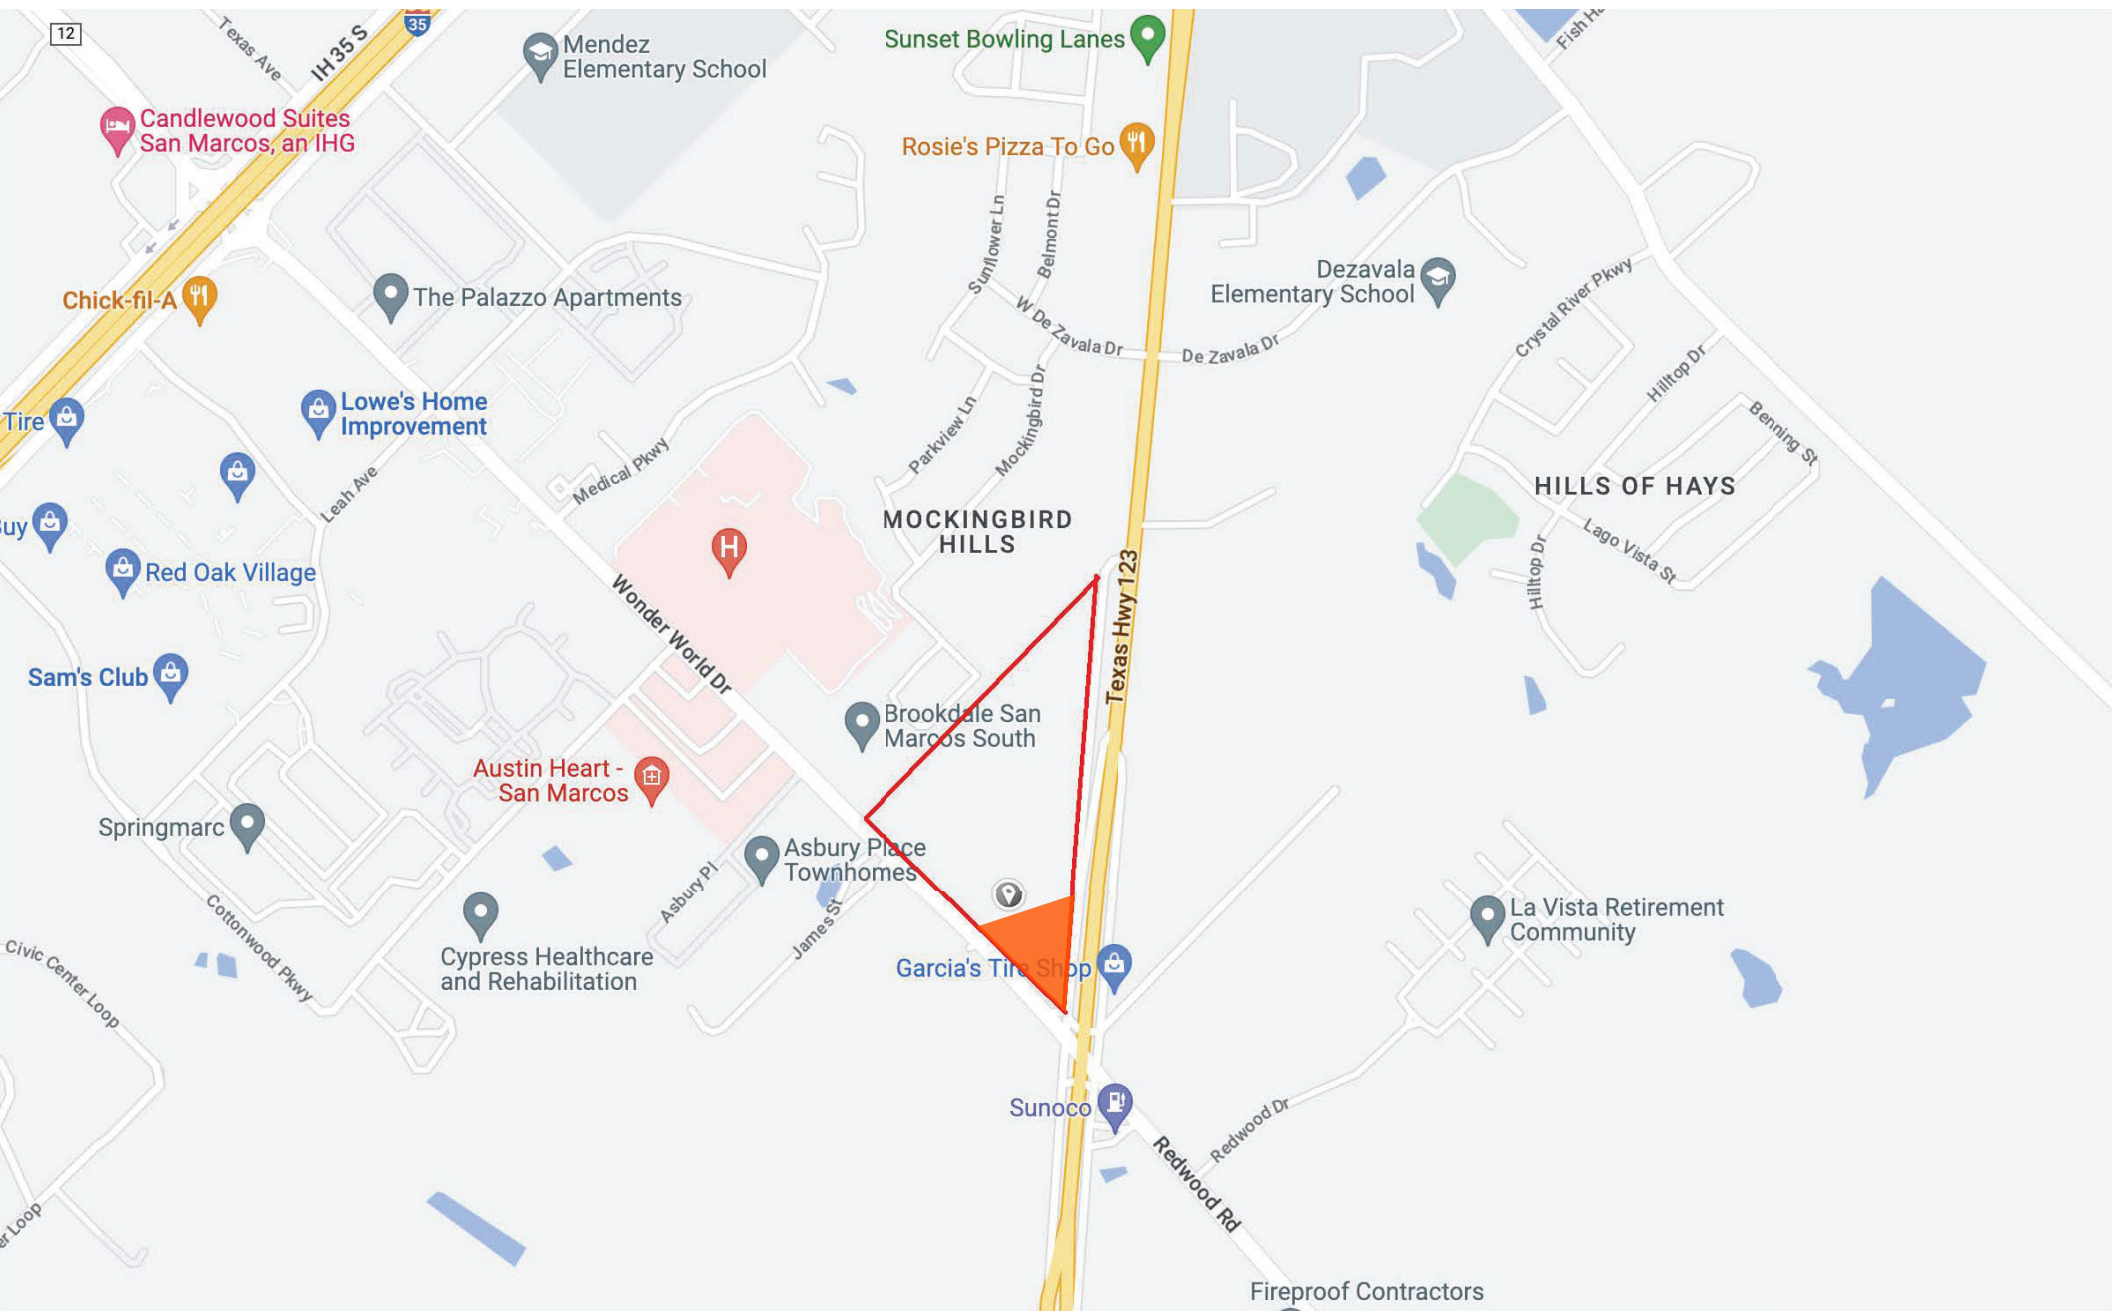 12
Texas Ave
IH 35 S
35
Mendez
Elementary School
Sunset Bowling Lanes
Candlewood Suites
San Marcos, an IHG
Rosie's Pizza To Go
Sunflower Ln
Belmont Dr
Chick-fil-A
The Palazzo Apartments
W De Zavala Dr
De Zavala Dr
Dezavala
Elementary School
Crystal River Pkwy
Hilltop Dr
Benning St
Tire
Lowe's Home
Improvement
Leah Ave
Medical Pkwy
Parkview Ln
Mockingbird Dr
HILLS OF HAYS
MOCKINGBIRD
HILLS
H
Lago Vista St
Hilltop Dr
Red Oak Village
Wonder World Dr
Texas Hwy 123
Sam's Club
Brookdale San
Marcos South
Austin Heart -
San Marcos
Springmarc
Asbury Place
Townhomes
Asbury Pl
James St
Cottonwood Pkwy
Civic Center Loop
Cypress Healthcare
and Rehabilitation
Garcia's Tire Shop
La Vista Retirement
Community
Sunoco
Redwood Dr
Redwood Rd
Loop
Fireproof Contractors